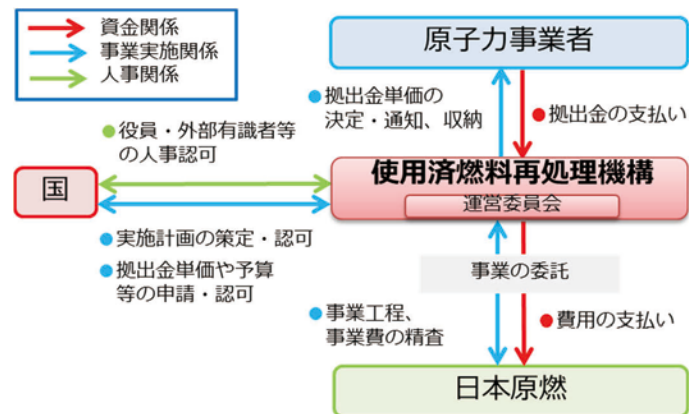 資金関係
事業実施関係
人事関係
原子力事業者
●拠出金単価の
決定・通知、収納
●拠出金の支払い
●役員・外部有識者等
の人事認可
国
使用済燃料再処理機構
運営委員会
●実施計画の策定・認可
●拠出金単価や予算
等の申請・認可
事業の委託
●事業工程、
事業費の精査
●費用の支払い
日本原燃